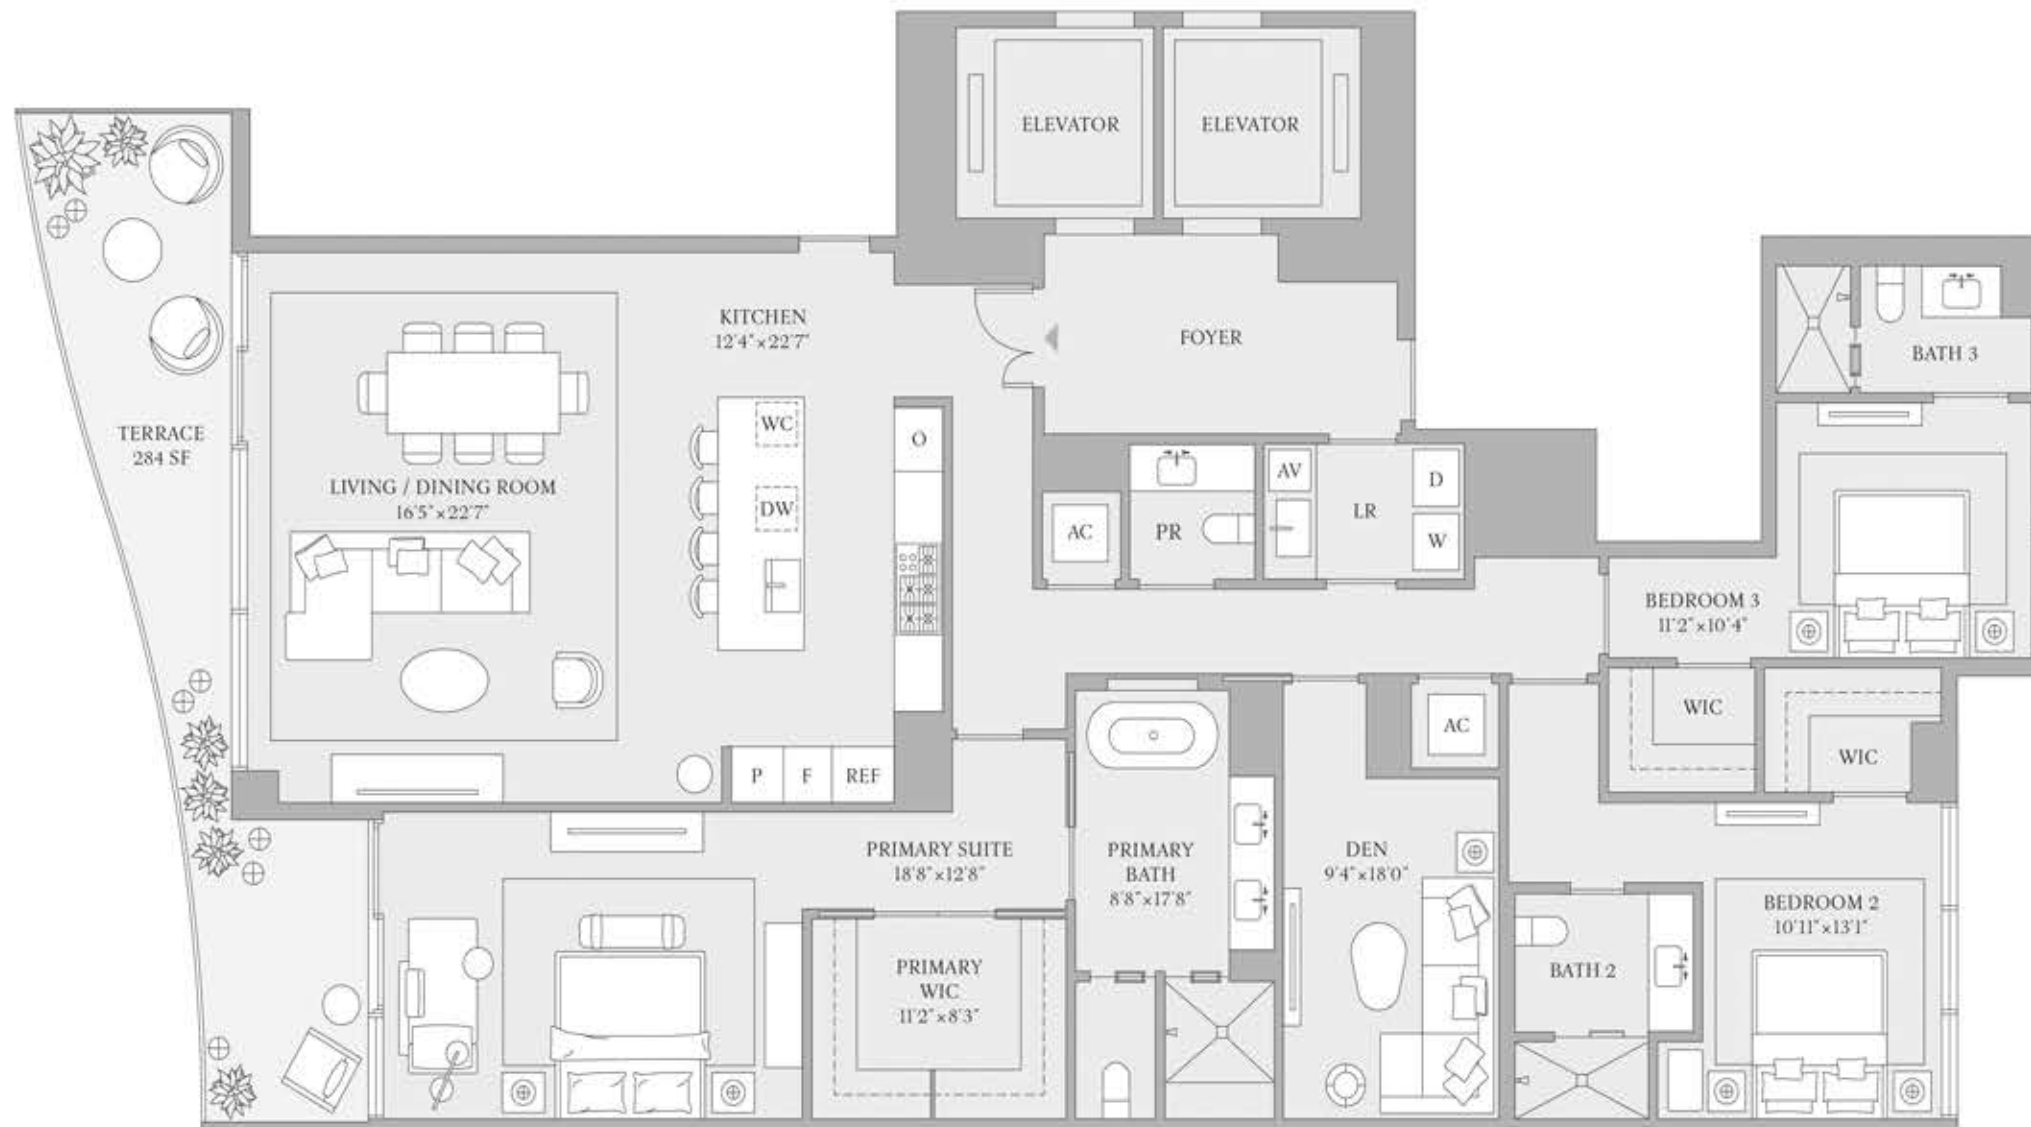 ELEVATOR
ELEVATOR
KITCHEN
12'4"×22'7"
FOYER
BATH 3
TERRACE
284 SF
WC
O
LIVING / DINING ROOM
16'5"×22'7"
DW
AC
PR
AV
LR
D
W
BEDROOM 3
11'2"×10'4"
WIC
WIC
AC
P
F
REF
PRIMARY SUITE
18'8"×12'8"
PRIMARY
BATH
8'8"×17'8"
DEN
9'4"×18'0"
BEDROOM 2
10'11"×13'1"
PRIMARY
WIC
11'2"×8'3"
BATH 2